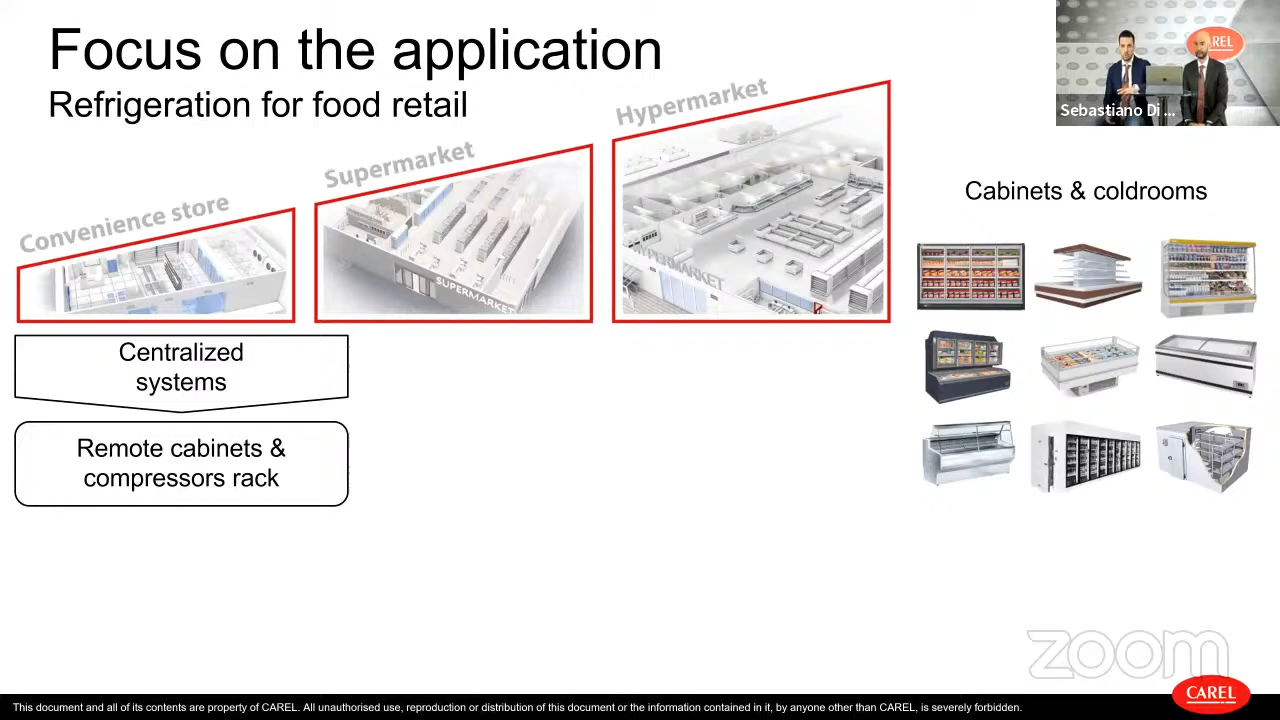 Focus on the application
Refrigeration for food retail
Convenience store
Supermarket
Hypermarket
SUPERMARKET
HYPERMARKET
CAREL
Sebastiano Di ...
Cabinets & coldrooms
Centralized
systems
Remote cabinets &
compressors rack
zoom
CAREL
This document and all of its contents are property of CAREL. All unauthorised use, reproduction or distribution of this document or the information contained in it, by anyone other than CAREL, is severely forbidden.